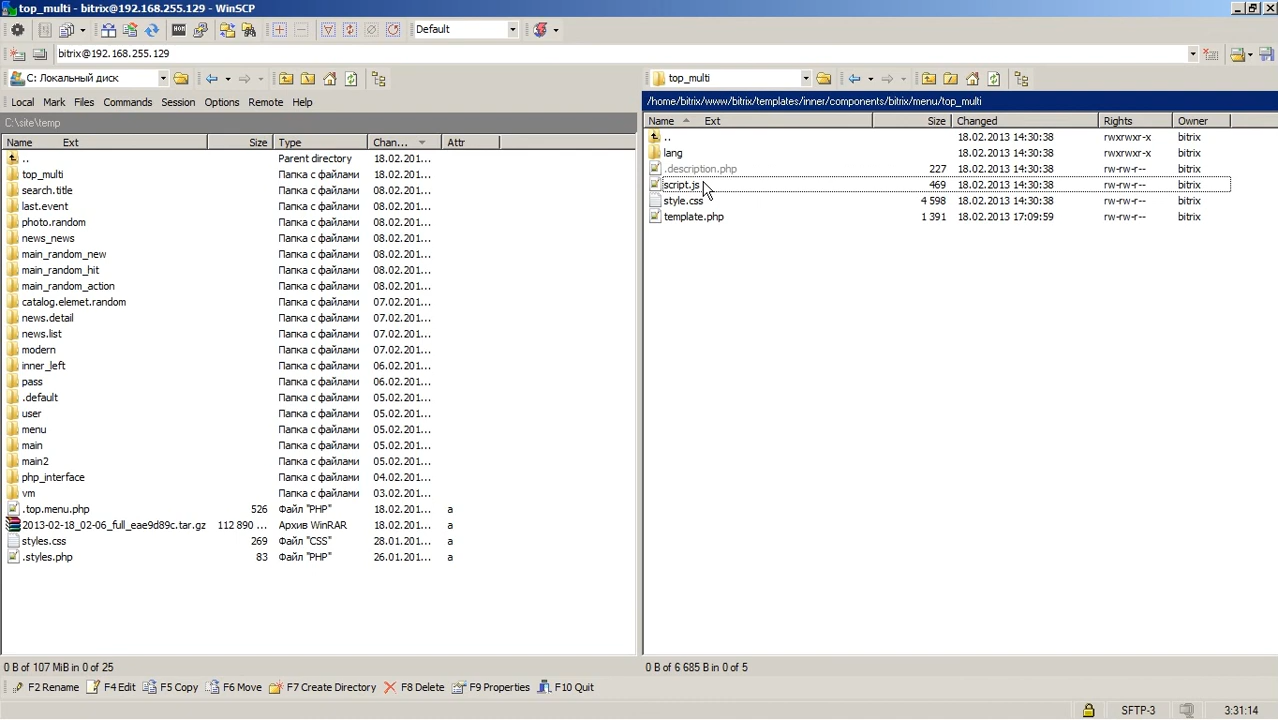 top_multi - bitrix@192.168.255.129 - WinSCP
Default
bitrix@192.168.255.129
C: Локальный диск
top_multi
Local Mark Files Commands Session Options Remote Help
/home/bitrix/www/bitrix/templates/inner/components/bitrix/menu/top_multi
C:\site\temp
Name Ext Size Type Chan... Attr
.. Parent directory 18.02.201...
top_multi Папка с файлами 18.02.201...
search.title Папка с файлами 08.02.201...
last.event Папка с файлами 08.02.201...
photo.random Папка с файлами 08.02.201...
news_news Папка с файлами 08.02.201...
main_random_new Папка с файлами 08.02.201...
main_random_hit Папка с файлами 08.02.201...
main_random_action Папка с файлами 08.02.201...
catalog.elemet.random Папка с файлами 07.02.201...
news.detail Папка с файлами 07.02.201...
news.list Папка с файлами 07.02.201...
modern Папка с файлами 07.02.201...
inner_left Папка с файлами 06.02.201...
pass Папка с файлами 06.02.201...
.default Папка с файлами 05.02.201...
user Папка с файлами 05.02.201...
menu Папка с файлами 05.02.201...
main Папка с файлами 05.02.201...
main2 Папка с файлами 05.02.201...
php_interface Папка с файлами 04.02.201...
vm Папка с файлами 03.02.201...
.top.menu.php 526 Файл "PHP" 18.02.201... a
2013-02-18_02-06_full_eae9d89c.tar.gz 112 890 ... Архив WinRAR 18.02.201... a
styles.css 269 Файл "CSS" 28.01.201... a
.styles.php 83 Файл "PHP" 26.01.201... a
Name Ext Size Changed Rights Owner
.. 18.02.2013 14:30:38 rwxrwxr-x bitrix
lang 18.02.2013 14:30:38 rwxrwxr-x bitrix
.description.php 227 18.02.2013 14:30:38 rw-rw-r-- bitrix
script.js 469 18.02.2013 14:30:38 rw-rw-r-- bitrix
style.css 4 598 18.02.2013 14:30:38 rw-rw-r-- bitrix
template.php 1 391 18.02.2013 17:09:59 rw-rw-r-- bitrix
0 B of 107 MiB in 0 of 25
0 B of 6 685 B in 0 of 5
F2 Rename F4 Edit F5 Copy F6 Move F7 Create Directory F8 Delete F9 Properties F10 Quit
SFTP-3 3:31:14